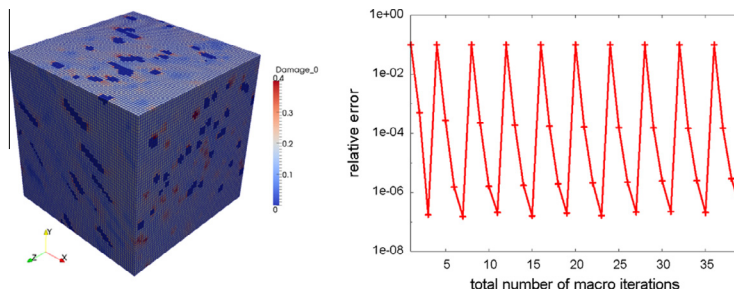 Damage_0
0.4
0.3
0.2
0.1
0
Y
Z
X
relative error
1e+00
1e-02
1e-04
1e-06
1e-08
5
10
15
20
25
30
35
total number of macro iterations